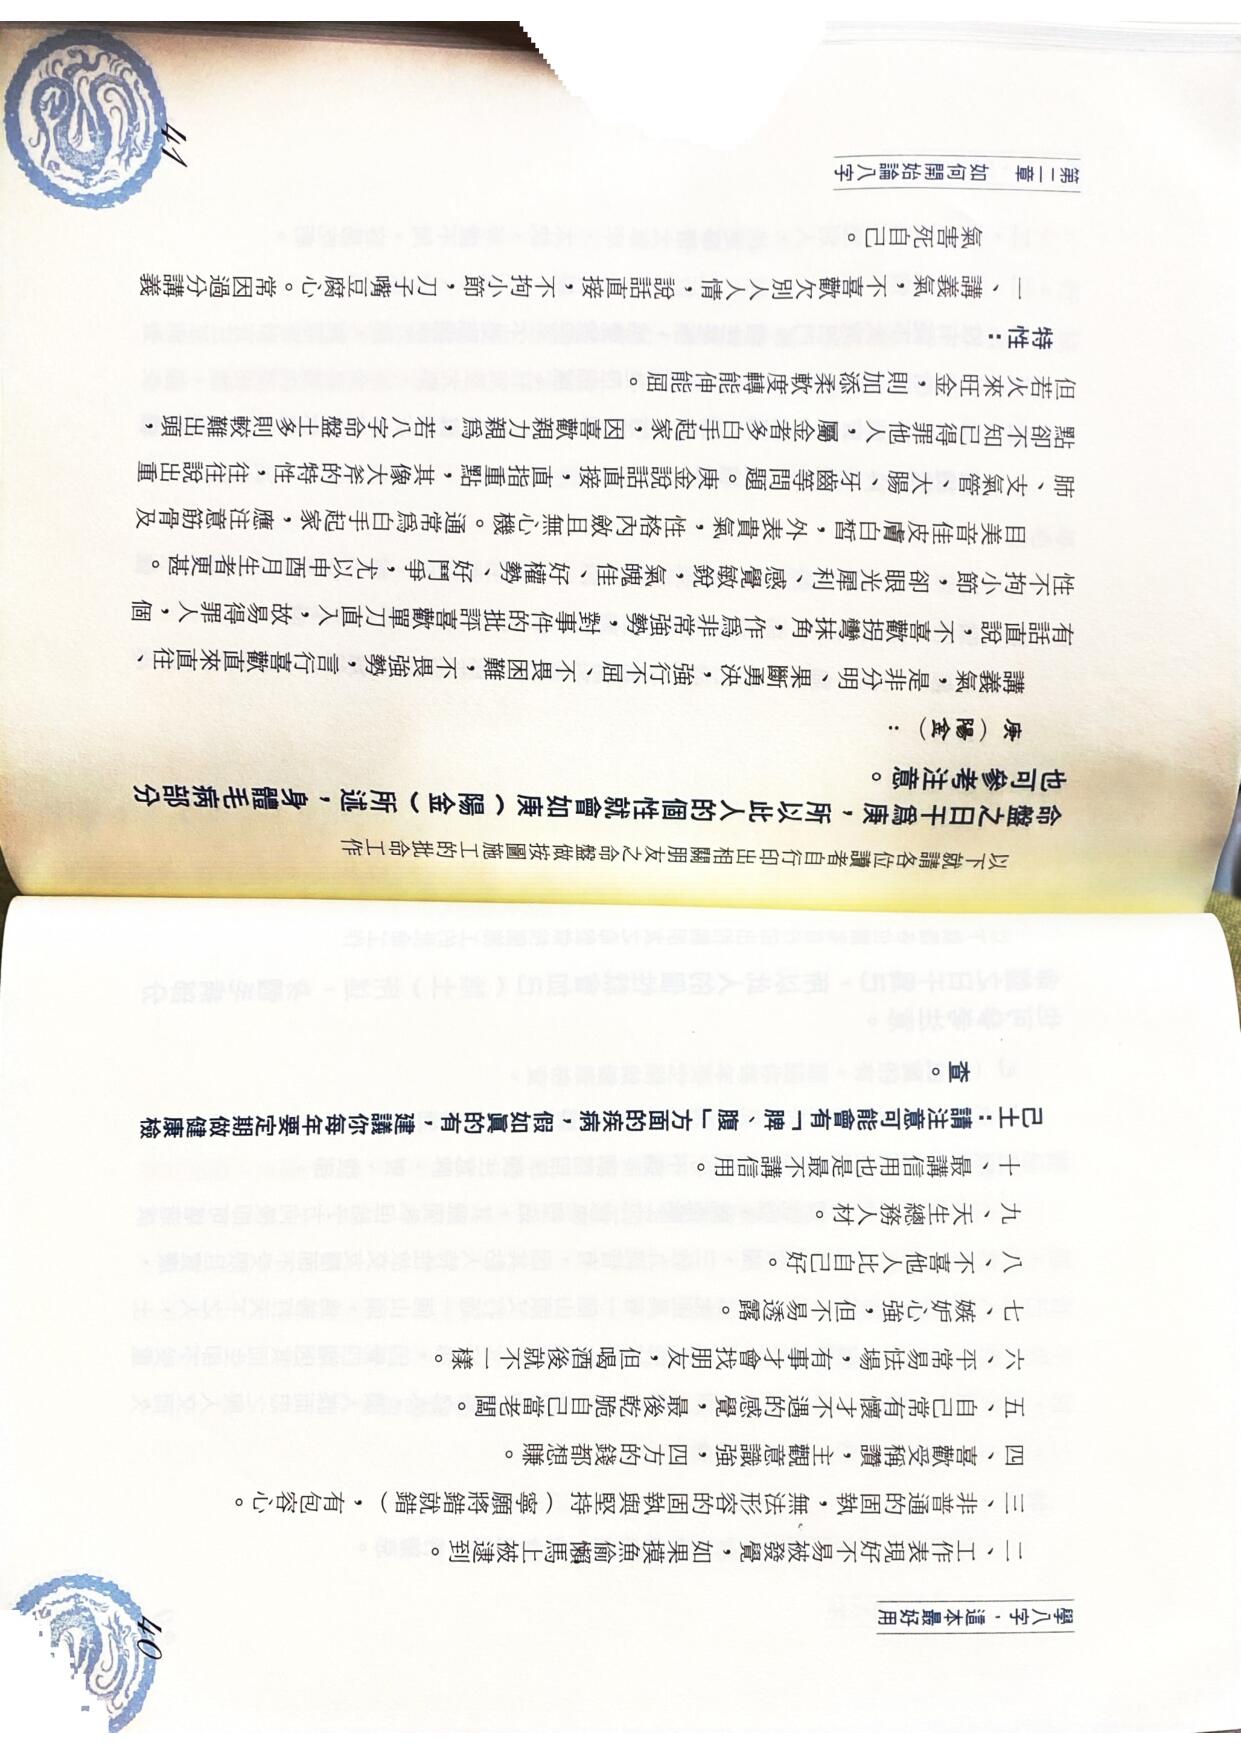 學八字，這本最好用
二、工作表現好不易被發覺，如果摸魚偷懶馬上被逮到。
三、非普通的固執，無法形容的固執與堅持（寧願將錯就錯），有包容心。
四、喜歡受稱讚，主觀意識強，四方的錢都想賺。
五、自己常有懷才不遇的感覺，最後乾脆自己當老闆。
六、平常易怯場，有事才會找朋友，但喝酒後就不一樣。
七、嫉妒心強，但不易透露。
八、不喜他人比自己好。
九、天生總務人材。
十、最講信用也是最不講信用。
己土：請注意可能會有「脾、腹」方面的疾病，假如真的有，建議你每年要定期做健康檢
查。
40
以下就請各位讀者自行印出相關朋友之命盤做按圖施工的批命工作
命盤之日干為庚，所以此人的個性就會如庚（陽金）所述，身體毛病部分
也可參考注意。
庚（陽金）：
講義氣，是非分明、果斷勇決，強行不屈、不畏困難，不畏強勢，言行喜歡直來直往、
有話直說，不喜歡拐彎抹角，作為非常強勢，對事件的批評喜歡單刀直入，故易得罪人，個
性不拘小節，卻眼光犀利、感覺敏銳，氣魄佳、好權勢、好鬥爭，尤以申酉月生者更甚。
目美音佳皮膚白皙，外表貴氣，性格內斂且無心機。通常為白手起家，應注意筋骨及
肺、支氣管、大腸、牙齒等問題。庚金說話直接，直指重點，其像大斧的特性，往往說出重
點卻不知已得罪他人，屬金者多白手起家，因喜歡親力親為，若八字命盤土多則較難出頭，
但若火來旺金，則加添柔軟度轉能伸能屈。
特性：
一、講義氣，不喜歡欠別人人情，說話直接，不拘小節，刀子嘴豆腐心。常因過分講義
氣害死自己。
第二章 如何開始論八字
41